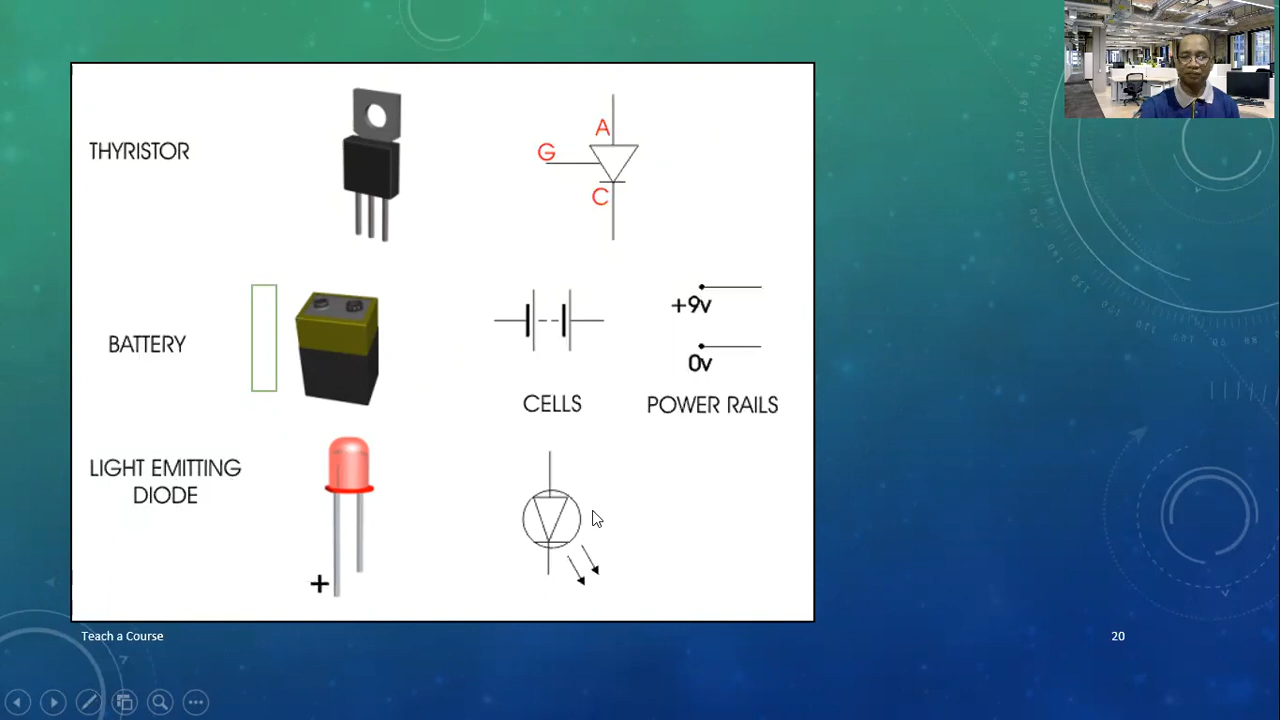 THYRISTOR
A
G
C
BATTERY
+9v
0v
CELLS
POWER RAILS
LIGHT EMITTING
DIODE
+
Teach a Course
20